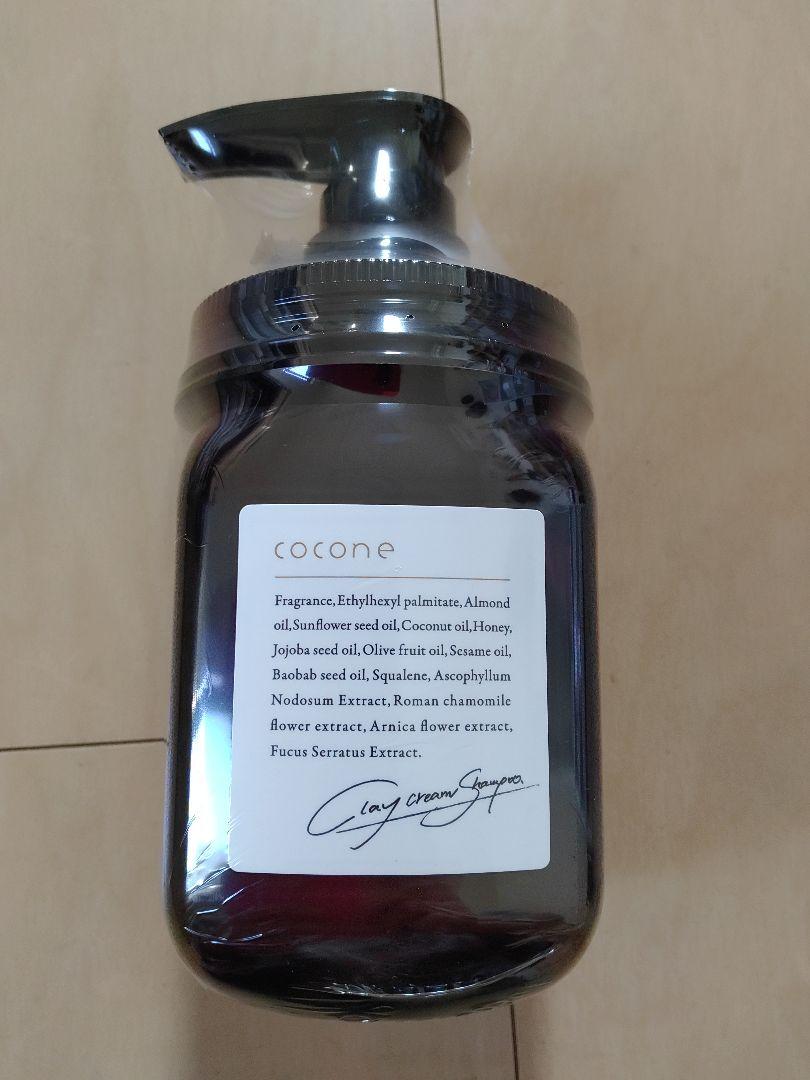 cocone
Fragrance, Ethylhexyl palmitate, Almond
oil, Sunflower seed oil, Coconut oil, Honey,
Jojoba seed oil, Olive fruit oil, Sesame oil,
Baobab seed oil, Squalene, Ascophyllum
Nodosum Extract, Roman chamomile
flower extract, Arnica flower extract,
Fucus Serratus Extract.
Clay cream Shampoo